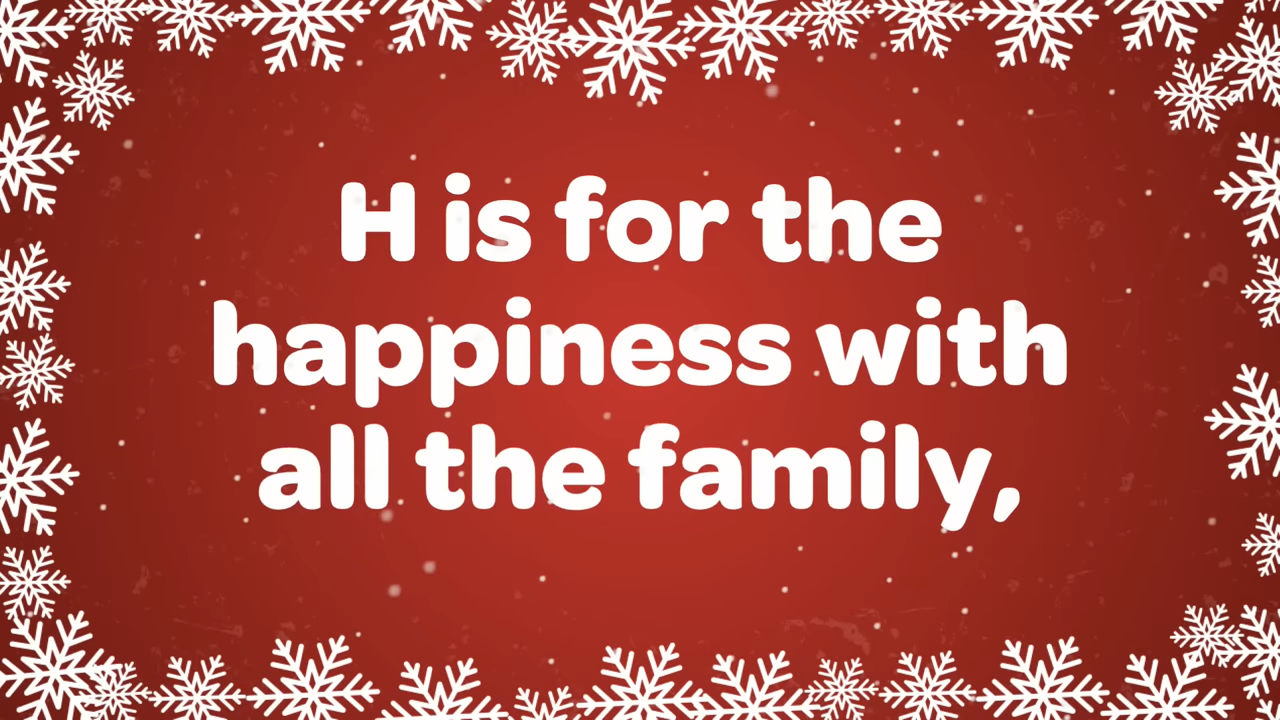 H is for the
happiness with
all the family,